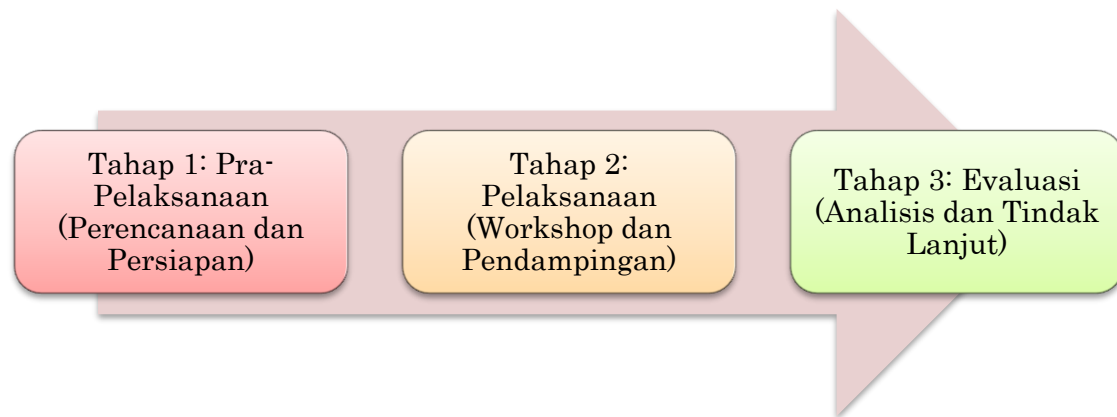 Tahap 1: Pra-
Pelaksanaan
(Perencanaan dan
Persiapan)
Tahap 2:
Pelaksanaan
(Workshop dan
Pendampingan)
Tahap 3: Evaluasi
(Analisis dan Tindak
Lanjut)